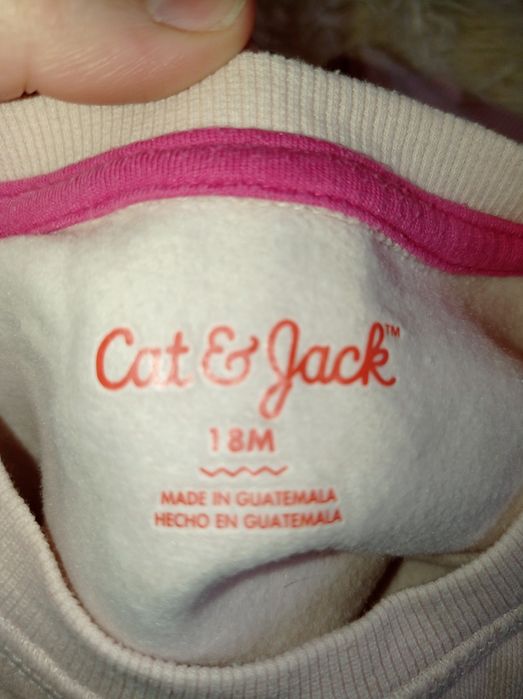 Cat & Jack™
18M
MADE IN GUATEMALA
HECHO EN GUATEMALA